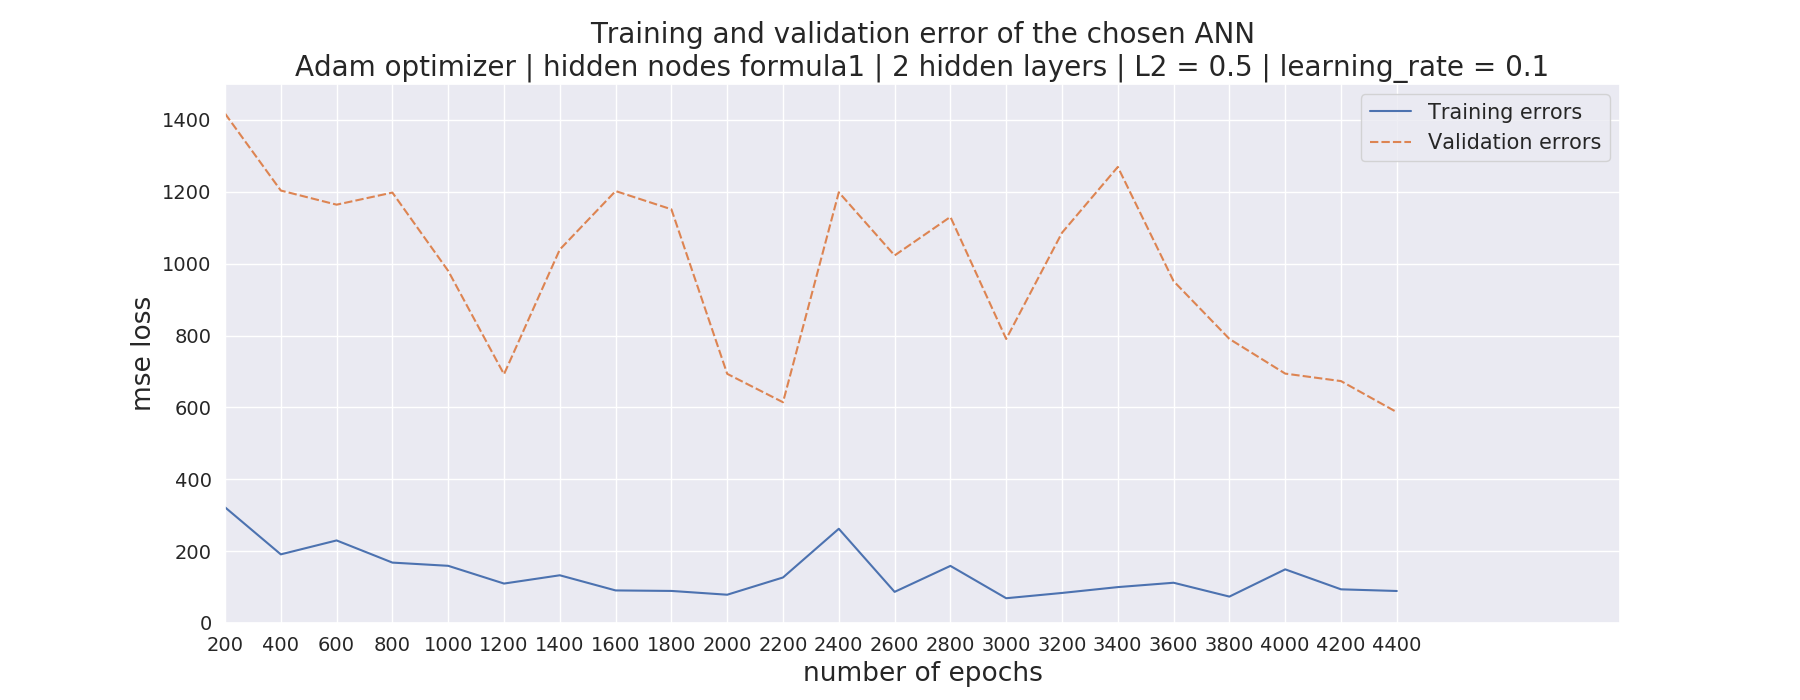 Training and validation error of the chosen ANN
Adam optimizer | hidden nodes formula1 | 2 hidden layers | L2 = 0.5 | learning_rate = 0.1
Training errors
Validation errors
mse loss
1400
1200
1000
800
600
400
200
0
200 400 600 800 1000 1200 1400 1600 1800 2000 2200 2400 2600 2800 3000 3200 3400 3600 3800 4000 4200 4400
number of epochs